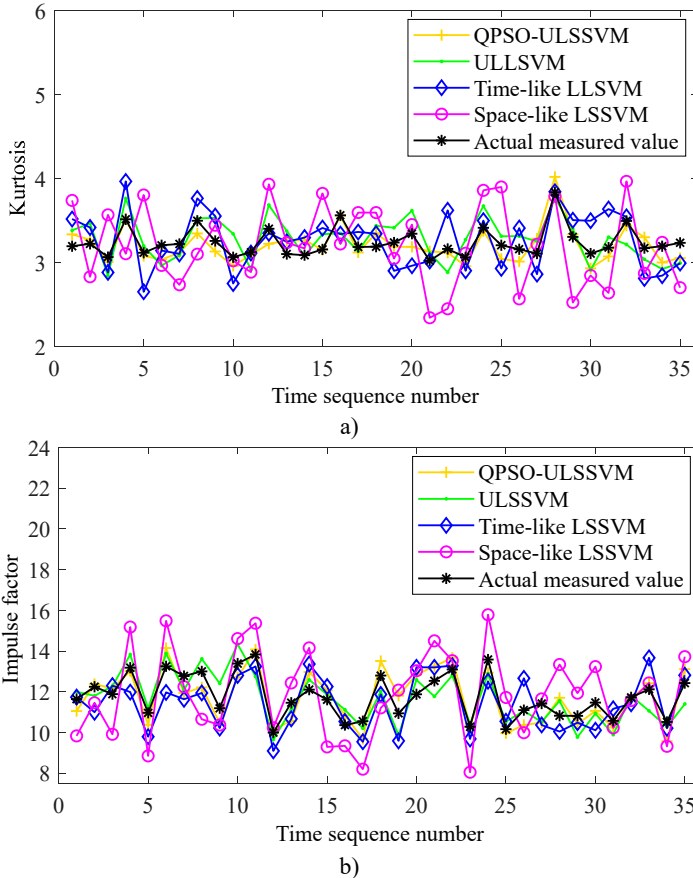 6
5
4
3
2
Kurtosis
QPSO-ULSSVM
ULLSVM
Time-like LLSVM
Space-like LSSVM
Actual measured value
0 5 10 15 20 25 30 35
Time sequence number
a)
24
22
20
18
16
14
12
10
8
Impulse factor
QPSO-ULSSVM
ULSSVM
Time-like LSSVM
Space-like LSSVM
Actual measured value
0 5 10 15 20 25 30 35
Time sequence number
b)